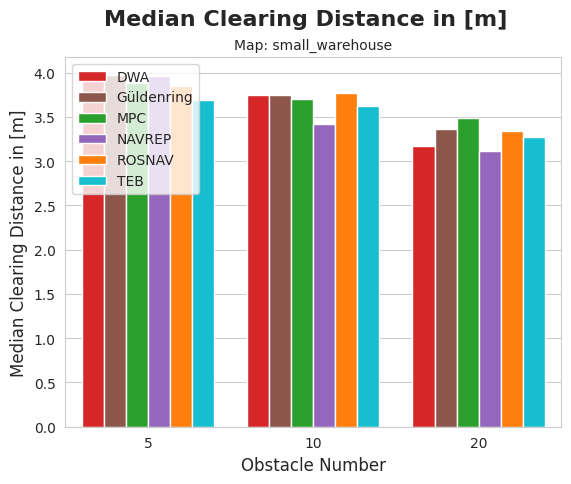 Median Clearing Distance in [m]
Map: small_warehouse
Median Clearing Distance in [m]
4.0
3.5
3.0
2.5
2.0
1.5
1.0
0.5
0.0
DWA
Güldenring
MPC
NAVREP
ROSNAV
TEB
5
10
20
Obstacle Number